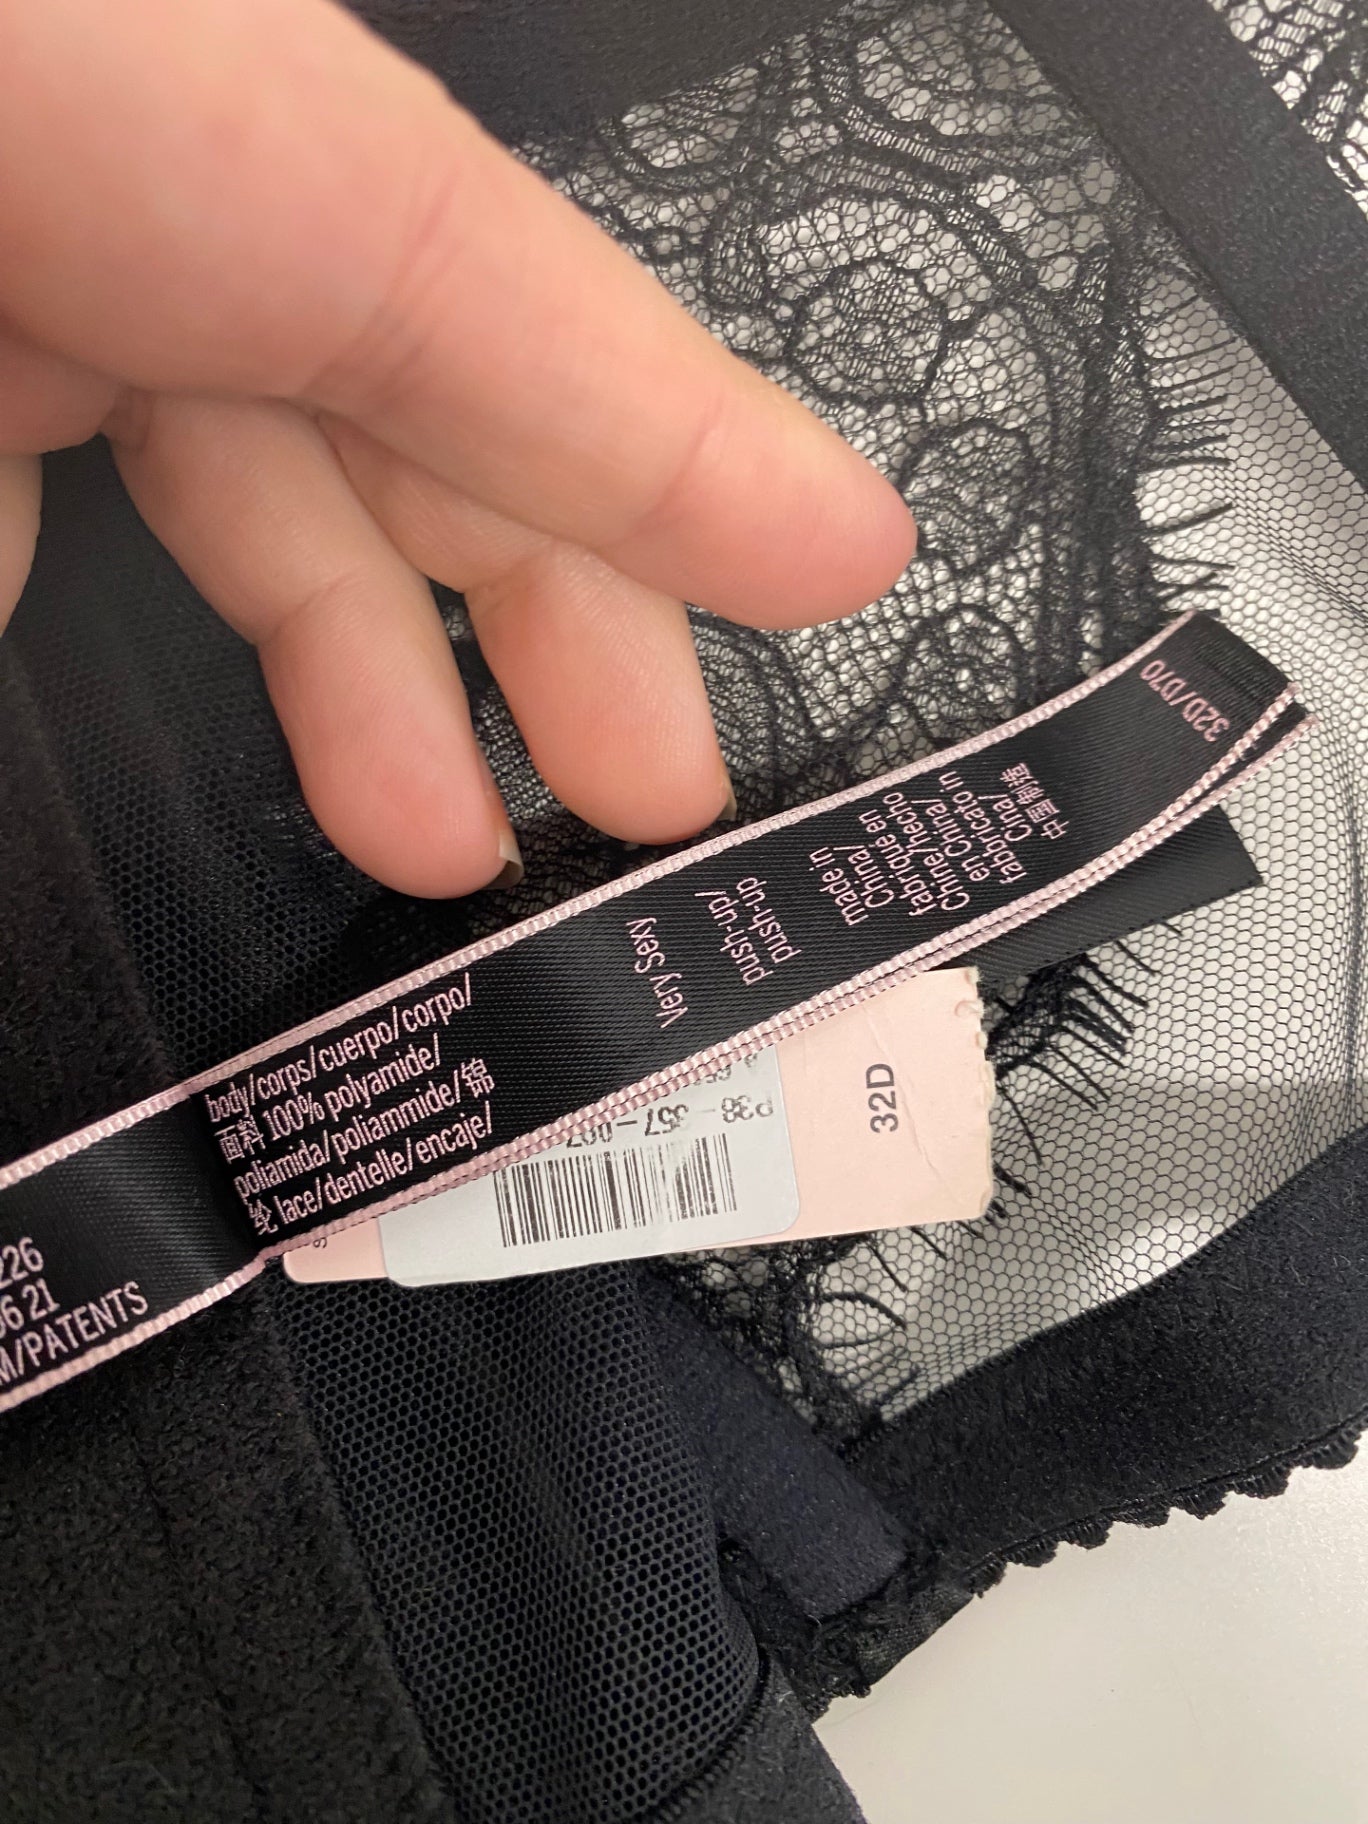 32D/D70
made in
China/
fabriqué en
Chine/hecho
en China/
fabbricato in
Cina/
中国制造
push-up/
push-up
Very Sexy
body/corps/cuerpo/corpo/
面料 100% polyamide/
poliamida/poliammide/锦
纶 lace/dentelle/encaje/
226
06 21
M/PATENTS
32D